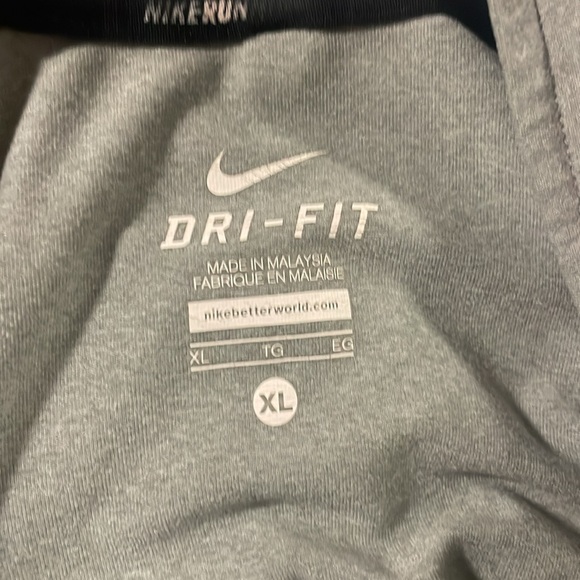 NIKERUN
DRI-FIT
MADE IN MALAYSIA
FABRIQUE EN MALAISIE
nikebetterworld.com
XL TG EG
XL